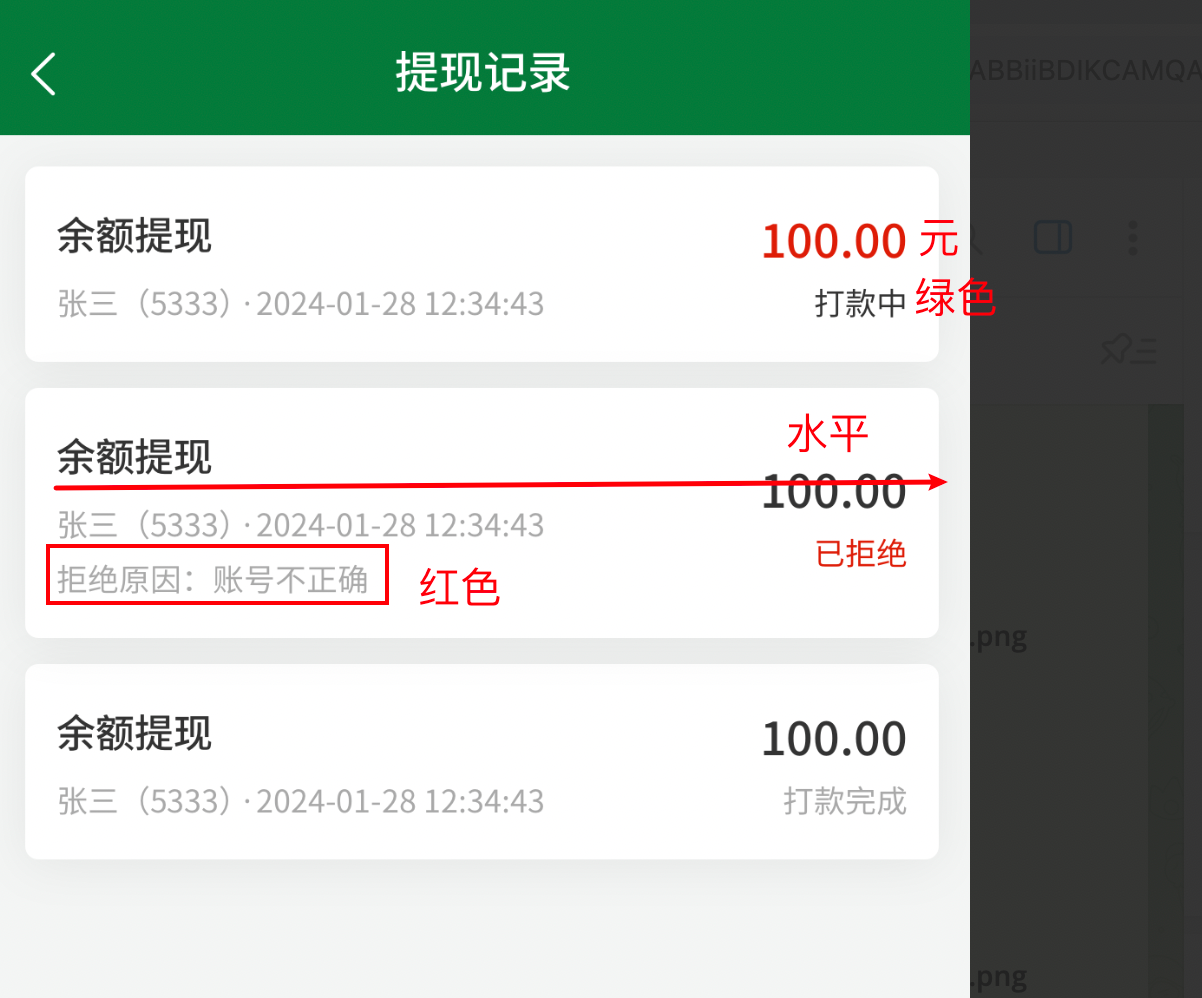 提现记录
ABBiiBDIKCAMQA
余额提现
100.00 元
张三（5333）· 2024-01-28 12:34:43
打款中 绿色
水平
余额提现
100.00
张三（5333）· 2024-01-28 12:34:43
已拒绝
拒绝原因：账号不正确
红色
.png
余额提现
100.00
张三（5333）· 2024-01-28 12:34:43
打款完成
.png